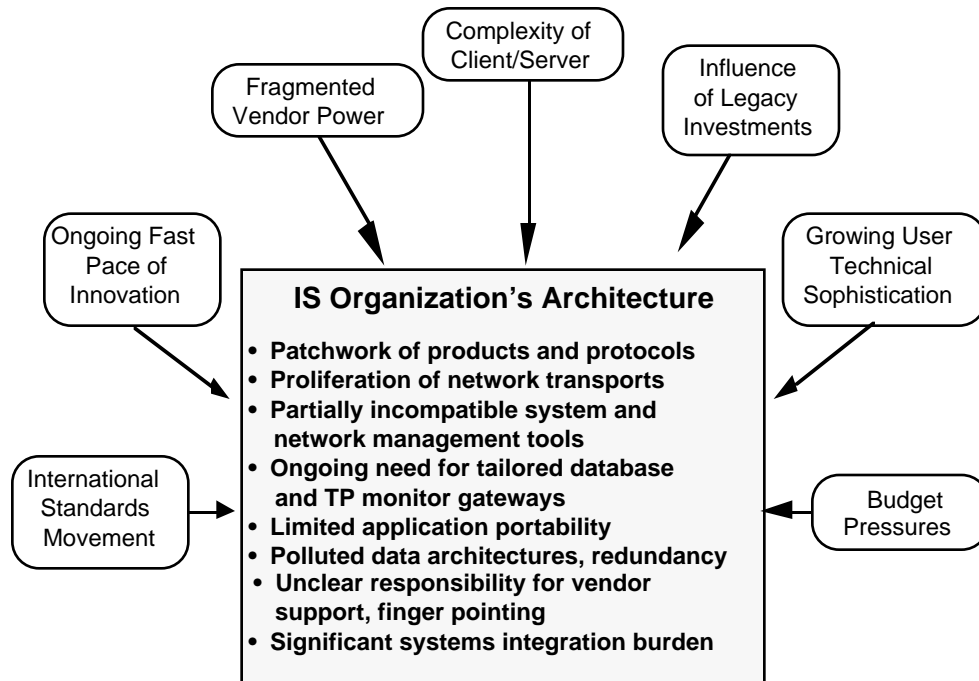 Complexity of
Client/Server
Fragmented
Vendor Power
Influence
of Legacy
Investments
Ongoing Fast
Pace of
Innovation
Growing User
Technical
Sophistication
International
Standards
Movement
Budget
Pressures
IS Organization’s Architecture
• Patchwork of products and protocols
• Proliferation of network transports
• Partially incompatible system and
network management tools
• Ongoing need for tailored database
and TP monitor gateways
• Limited application portability
• Polluted data architectures, redundancy
• Unclear responsibility for vendor
support, finger pointing
• Significant systems integration burden